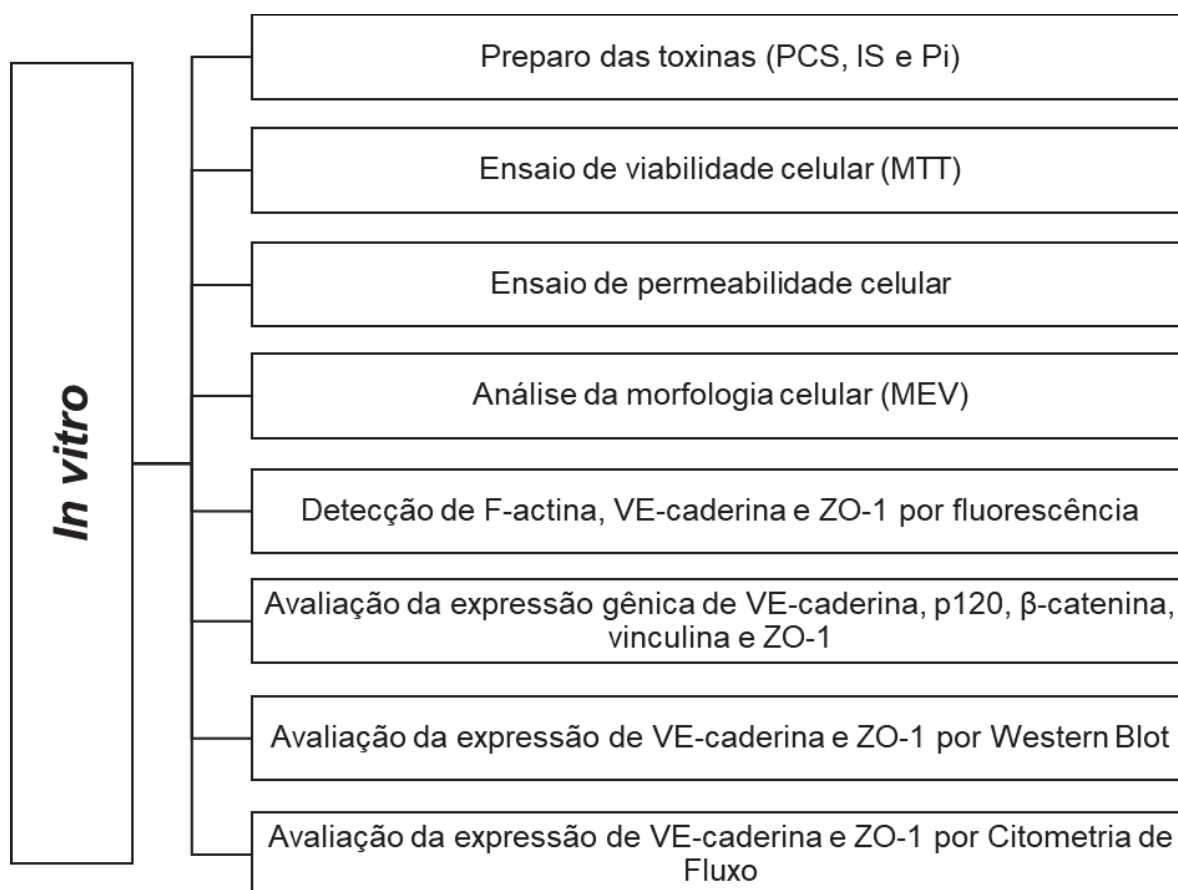 In vitro
Preparo das toxinas (PCS, IS e Pi)
Ensaio de viabilidade celular (MTT)
Ensaio de permeabilidade celular
Análise da morfologia celular (MEV)
Detecção de F-actina, VE-caderina e ZO-1 por fluorescência
Avaliação da expressão gênica de VE-caderina, p120, β-catenina,
vinculina e ZO-1
Avaliação da expressão de VE-caderina e ZO-1 por Western Blot
Avaliação da expressão de VE-caderina e ZO-1 por Citometria de
Fluxo